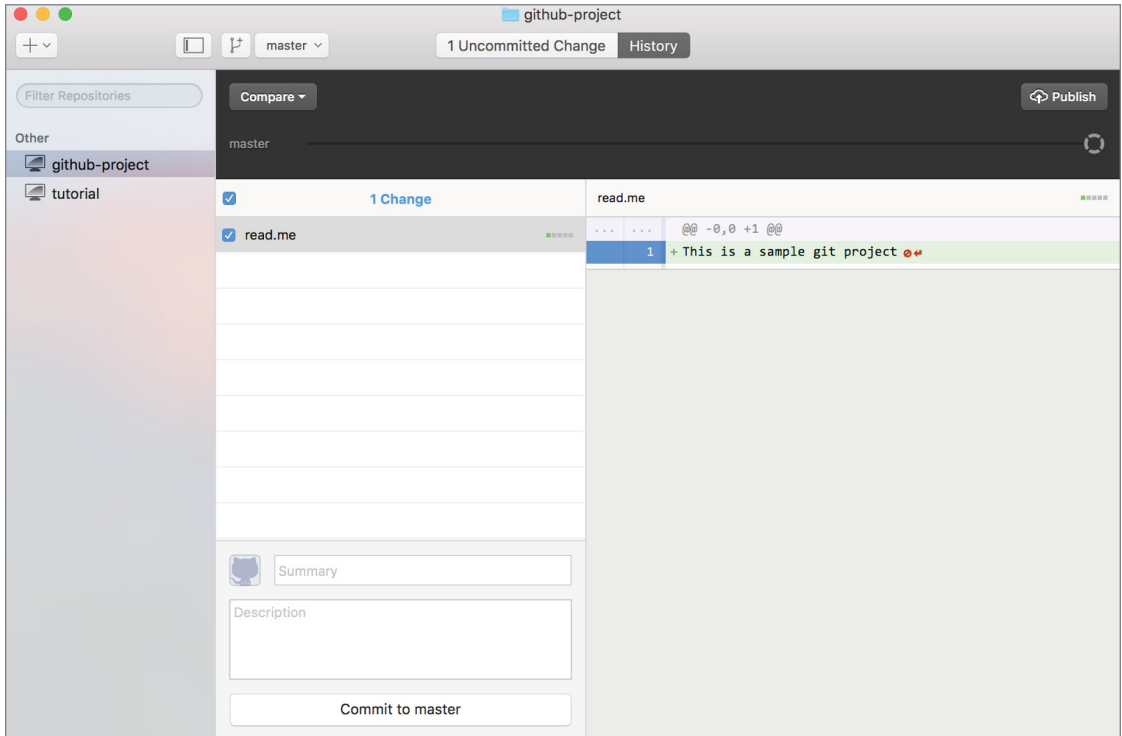 github-project
master
1 Uncommitted Change History
Filter Repositories
Compare
Publish
Other
master
github-project
tutorial
1 Change
read.me
read.me
... ... @@ -0,0 +1 @@
1 + This is a sample git project
Summary
Description
Commit to master